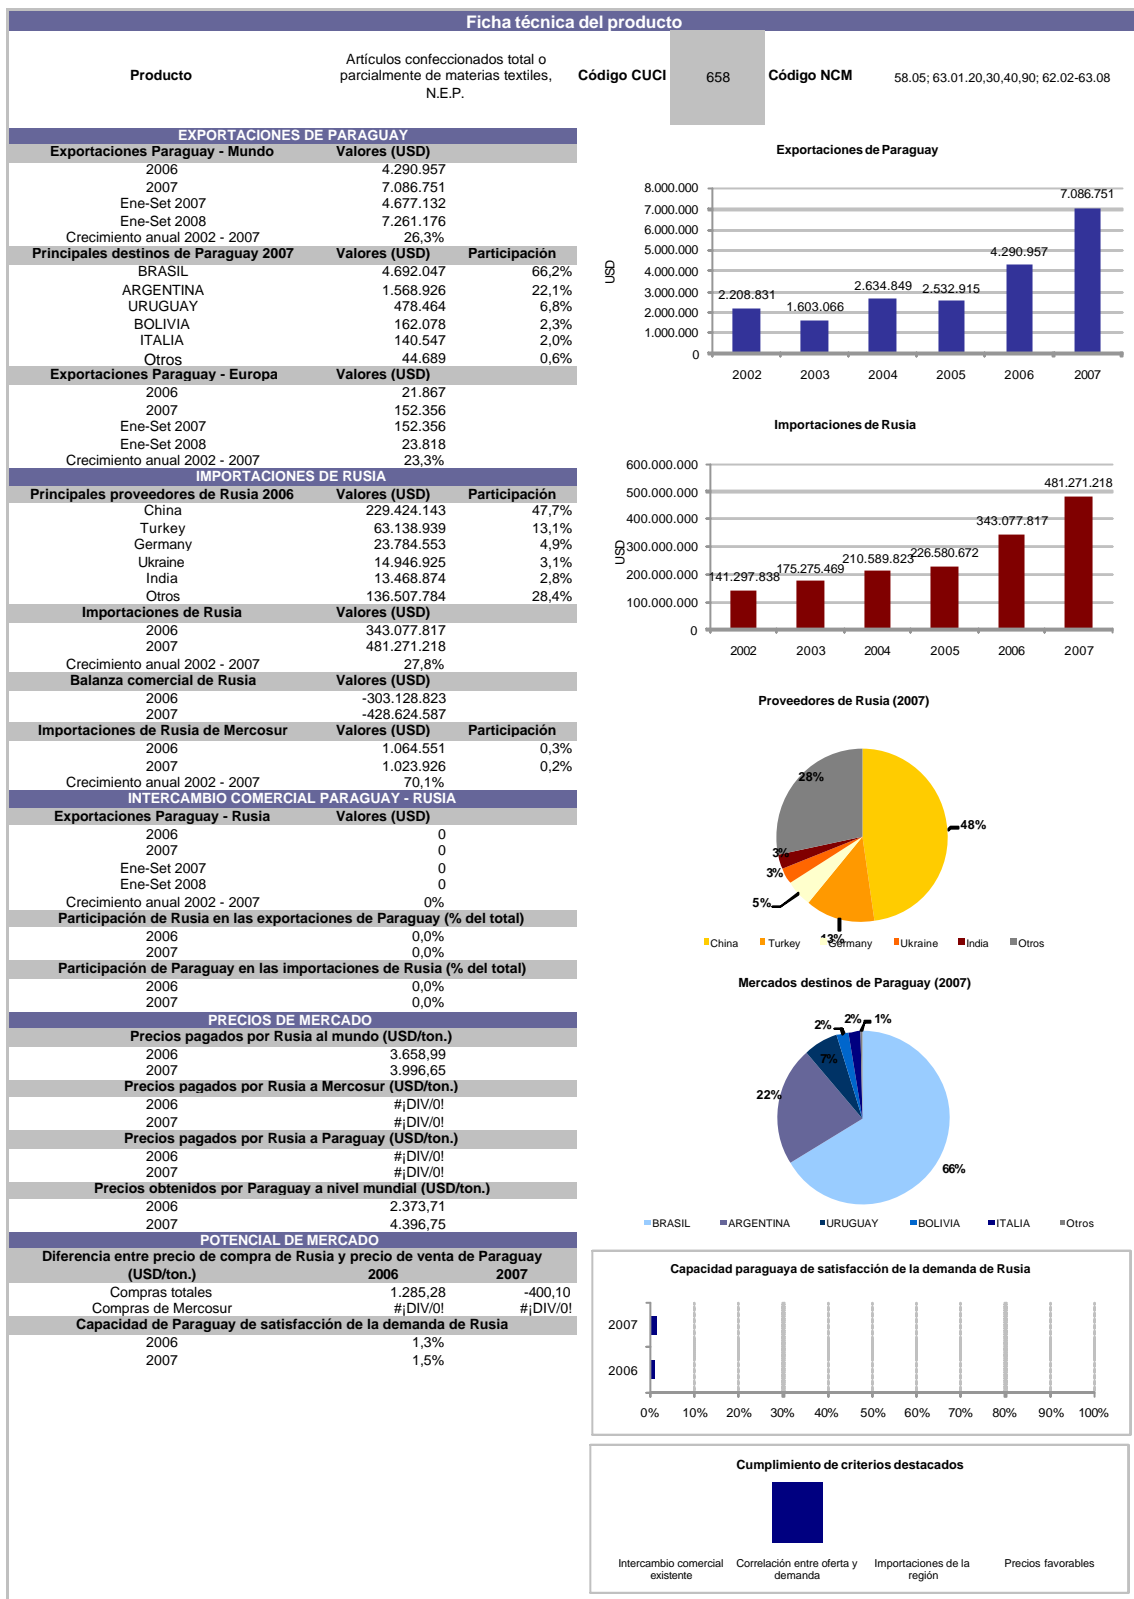 Ficha técnica del producto
Producto
Artículos confeccionados total o
parcialmente de materias textiles,
N.E.P.
Código CUCI
658
Código NCM
58.05; 63.01.20,30,40,90; 62.02-63.08
EXPORTACIONES DE PARAGUAY
Exportaciones Paraguay - Mundo Valores (USD)
2006 4.290.957
2007 7.086.751
Ene-Set 2007 4.677.132
Ene-Set 2008 7.261.176
Crecimiento anual 2002 - 2007 26,3%
Principales destinos de Paraguay 2007 Valores (USD) Participación
BRASIL 4.692.047 66,2%
ARGENTINA 1.568.926 22,1%
URUGUAY 478.464 6,8%
BOLIVIA 162.078 2,3%
ITALIA 140.547 2,0%
Otros 44.689 0,6%
Exportaciones Paraguay - Europa Valores (USD)
2006 21.867
2007 152.356
Ene-Set 2007 152.356
Ene-Set 2008 23.818
Crecimiento anual 2002 - 2007 23,3%
IMPORTACIONES DE RUSIA
Principales proveedores de Rusia 2006 Valores (USD) Participación
China 229.424.143 47,7%
Turkey 63.138.939 13,1%
Germany 23.784.553 4,9%
Ukraine 14.946.925 3,1%
India 13.468.874 2,8%
Otros 136.507.784 28,4%
Importaciones de Rusia Valores (USD)
2006 343.077.817
2007 481.271.218
Crecimiento anual 2002 - 2007 27,8%
Balanza comercial de Rusia Valores (USD)
2006 -303.128.823
2007 -428.624.587
Importaciones de Rusia de Mercosur Valores (USD) Participación
2006 1.064.551 0,3%
2007 1.023.926 0,2%
Crecimiento anual 2002 - 2007 70,1%
INTERCAMBIO COMERCIAL PARAGUAY - RUSIA
Exportaciones Paraguay - Rusia Valores (USD)
2006 0
2007 0
Ene-Set 2007 0
Ene-Set 2008 0
Crecimiento anual 2002 - 2007 0%
Participación de Rusia en las exportaciones de Paraguay (% del total)
2006 0,0%
2007 0,0%
Participación de Paraguay en las importaciones de Rusia (% del total)
2006 0,0%
2007 0,0%
PRECIOS DE MERCADO
Precios pagados por Rusia al mundo (USD/ton.)
2006 3.658,99
2007 3.996,65
Precios pagados por Rusia a Mercosur (USD/ton.)
2006 #¡DIV/0!
2007 #¡DIV/0!
Precios pagados por Rusia a Paraguay (USD/ton.)
2006 #¡DIV/0!
2007 #¡DIV/0!
Precios obtenidos por Paraguay a nivel mundial (USD/ton.)
2006 2.373,71
2007 4.396,75
POTENCIAL DE MERCADO
Diferencia entre precio de compra de Rusia y precio de venta de Paraguay
(USD/ton.) 2006 2007
Compras totales 1.285,28 -400,10
Compras de Mercosur #¡DIV/0! #¡DIV/0!
Capacidad de Paraguay de satisfacción de la demanda de Rusia
2006 1,3%
2007 1,5%
Exportaciones de Paraguay
8.000.000
7.000.000
6.000.000
5.000.000
4.000.000
3.000.000
2.000.000
1.000.000
0
USD
2.208.831
1.603.066
2.634.849
2.532.915
4.290.957
7.086.751
2002 2003 2004 2005 2006 2007
Importaciones de Rusia
600.000.000
500.000.000
400.000.000
300.000.000
200.000.000
100.000.000
0
USD
141.297.838
175.275.469
210.589.823
226.580.672
343.077.817
481.271.218
2002 2003 2004 2005 2006 2007
Proveedores de Rusia (2007)
28%
48%
3%
3%
5%
13%
China Turkey Germany Ukraine India Otros
Mercados destinos de Paraguay (2007)
2% 2% 1%
7%
22%
66%
BRASIL ARGENTINA URUGUAY BOLIVIA ITALIA Otros
Capacidad paraguaya de satisfacción de la demanda de Rusia
2007
2006
0% 10% 20% 30% 40% 50% 60% 70% 80% 90% 100%
Cumplimiento de criterios destacados
Intercambio comercial
existente
Correlación entre oferta y
demanda
Importaciones de la
región
Precios favorables